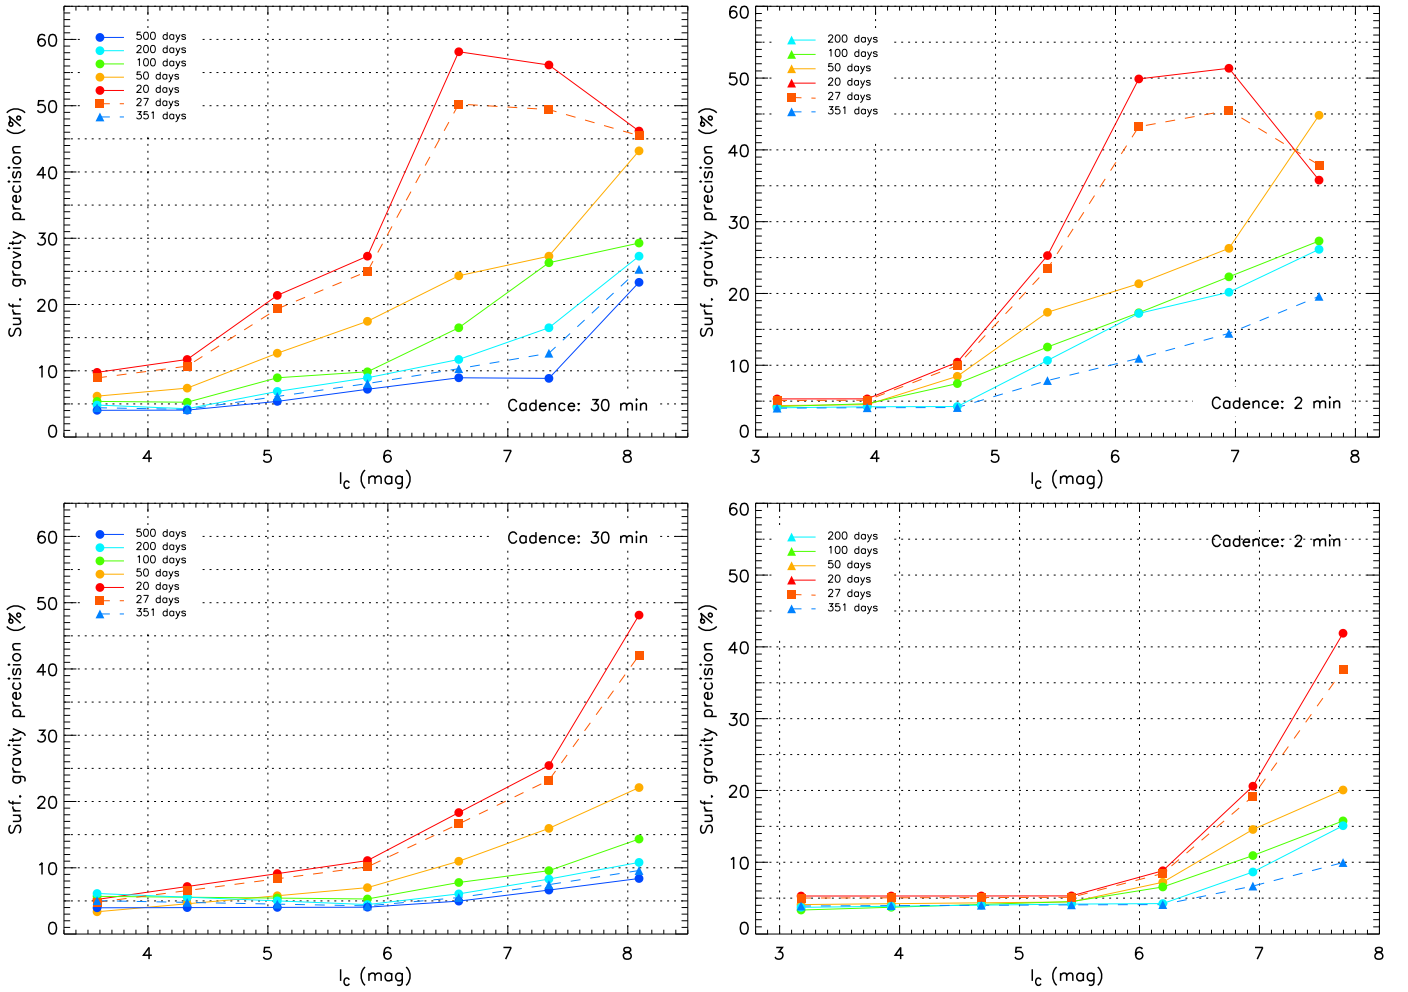 60
50
40
30
20
10
0
Surf. gravity precision (%)
500 days
200 days
100 days
50 days
20 days
27 days
351 days
Cadence: 30 min
4 5 6 7 8
I_C (mag)
60
50
40
30
20
10
0
Surf. gravity precision (%)
200 days
100 days
50 days
20 days
27 days
351 days
Cadence: 2 min
3 4 5 6 7 8
I_C (mag)
60
50
40
30
20
10
0
Surf. gravity precision (%)
500 days
200 days
100 days
50 days
20 days
27 days
351 days
Cadence: 30 min
4 5 6 7 8
I_C (mag)
60
50
40
30
20
10
0
Surf. gravity precision (%)
200 days
100 days
50 days
20 days
27 days
351 days
Cadence: 2 min
3 4 5 6 7 8
I_C (mag)